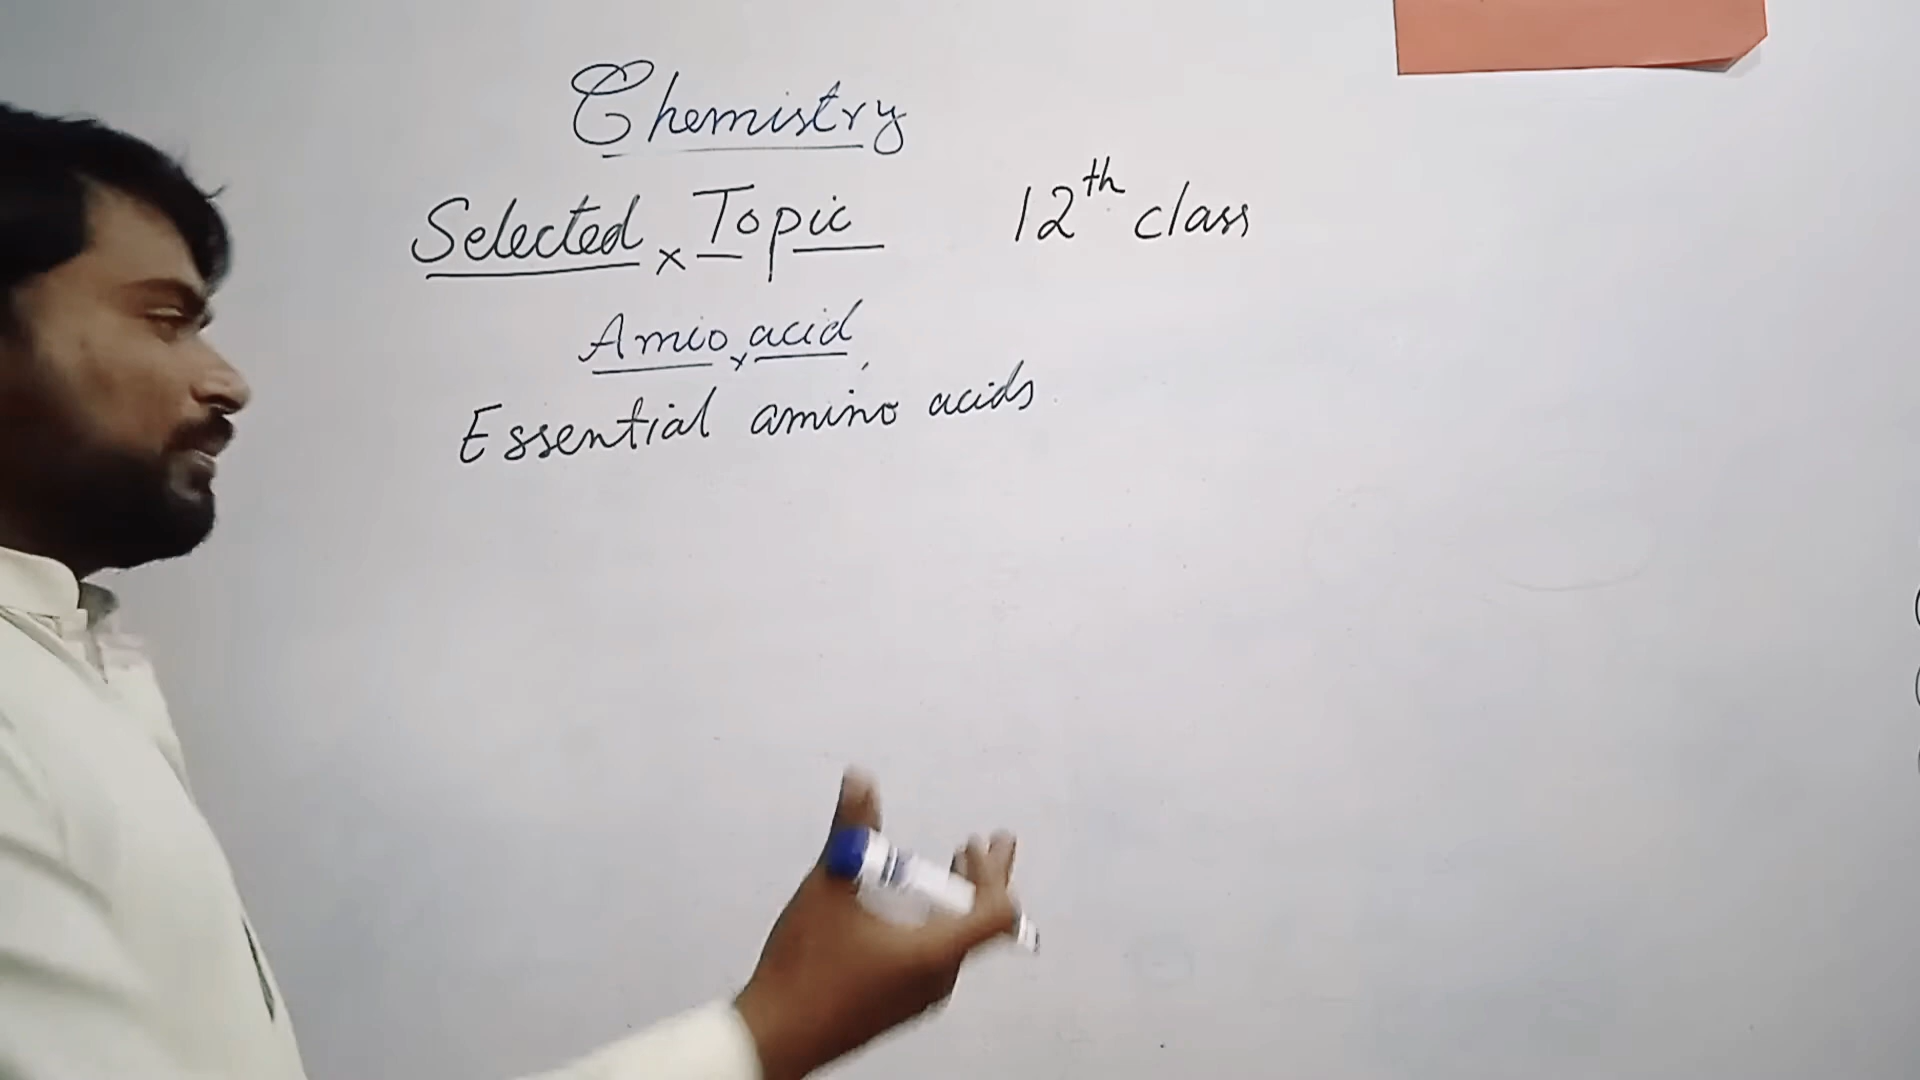 Chemistry
Selected x Topic 12th class
Amio x acid
Essential amino acids